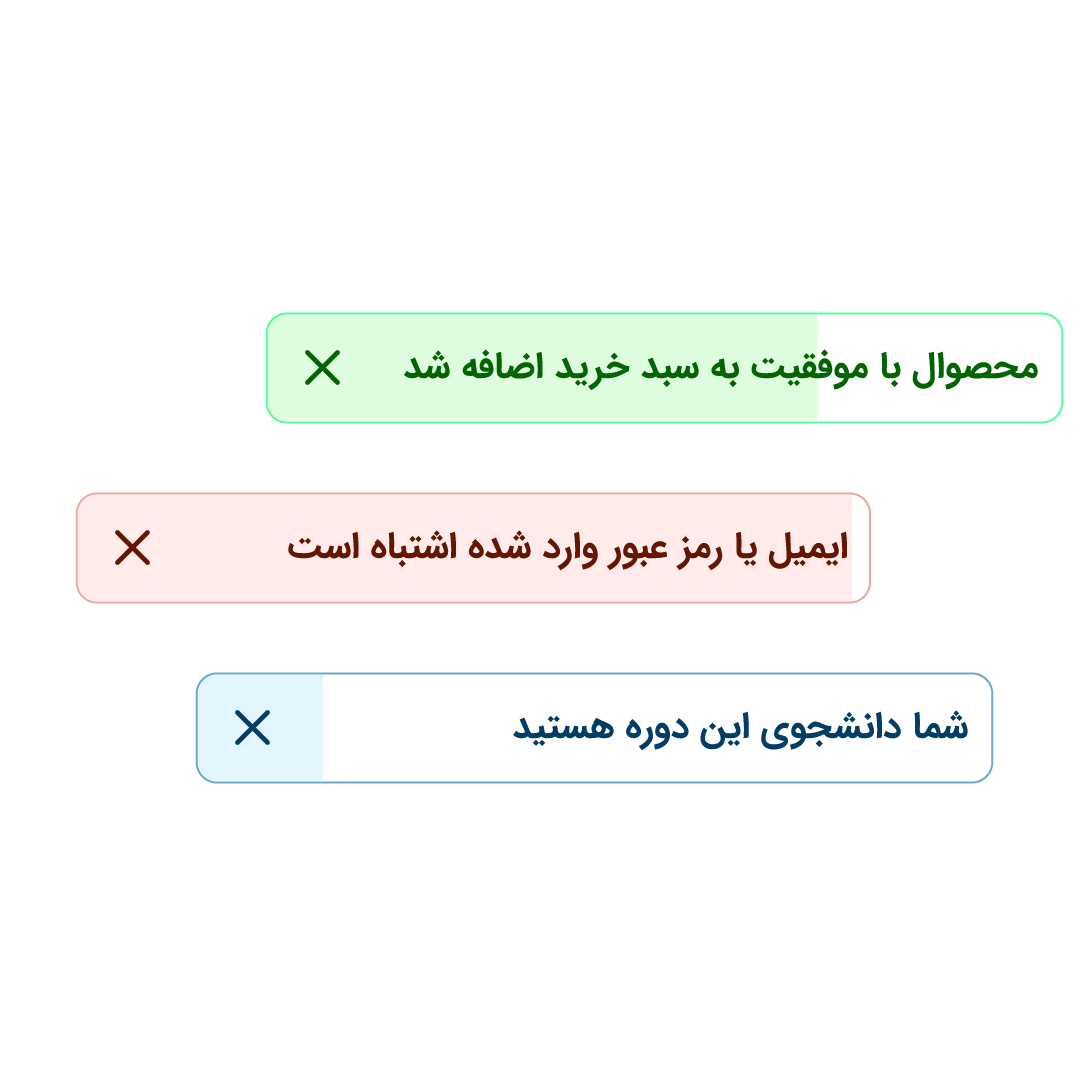 محصوال با موفقیت به سبد خرید اضافه شد
ایمیل یا رمز عبور وارد شده اشتباه است
شما دانشجوی این دوره هستید